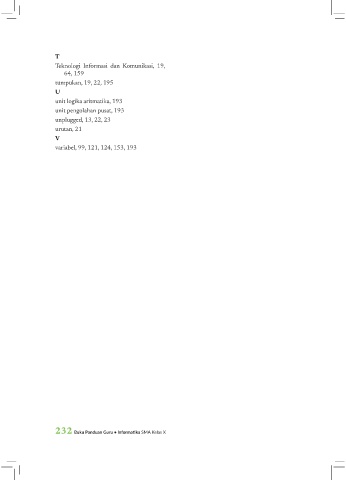 T
Teknologi Informasi dan Komunikasi, 19,
64, 159
tumpukan, 19, 22, 195
U
unit logika aritmatika, 193
unit pengolahan pusat, 193
unplugged, 13, 22, 23
urutan, 21
V
variabel, 99, 121, 124, 153, 193
232 Buku Panduan Guru • Informatika SMA Kelas X